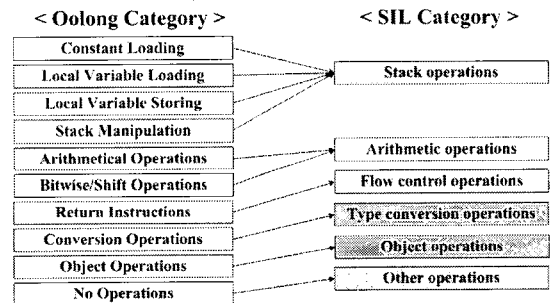 < Oolong Category >
< SIL Category >
Constant Loading
Local Variable Loading
Local Variable Storing
Stack Manipulation
Arithmetical Operations
Bitwise/Shift Operations
Return Instructions
Conversion Operations
Object Operations
No Operations
Stack operations
Arithmetic operations
Flow control operations
Type conversion operations
Object operations
Other operations